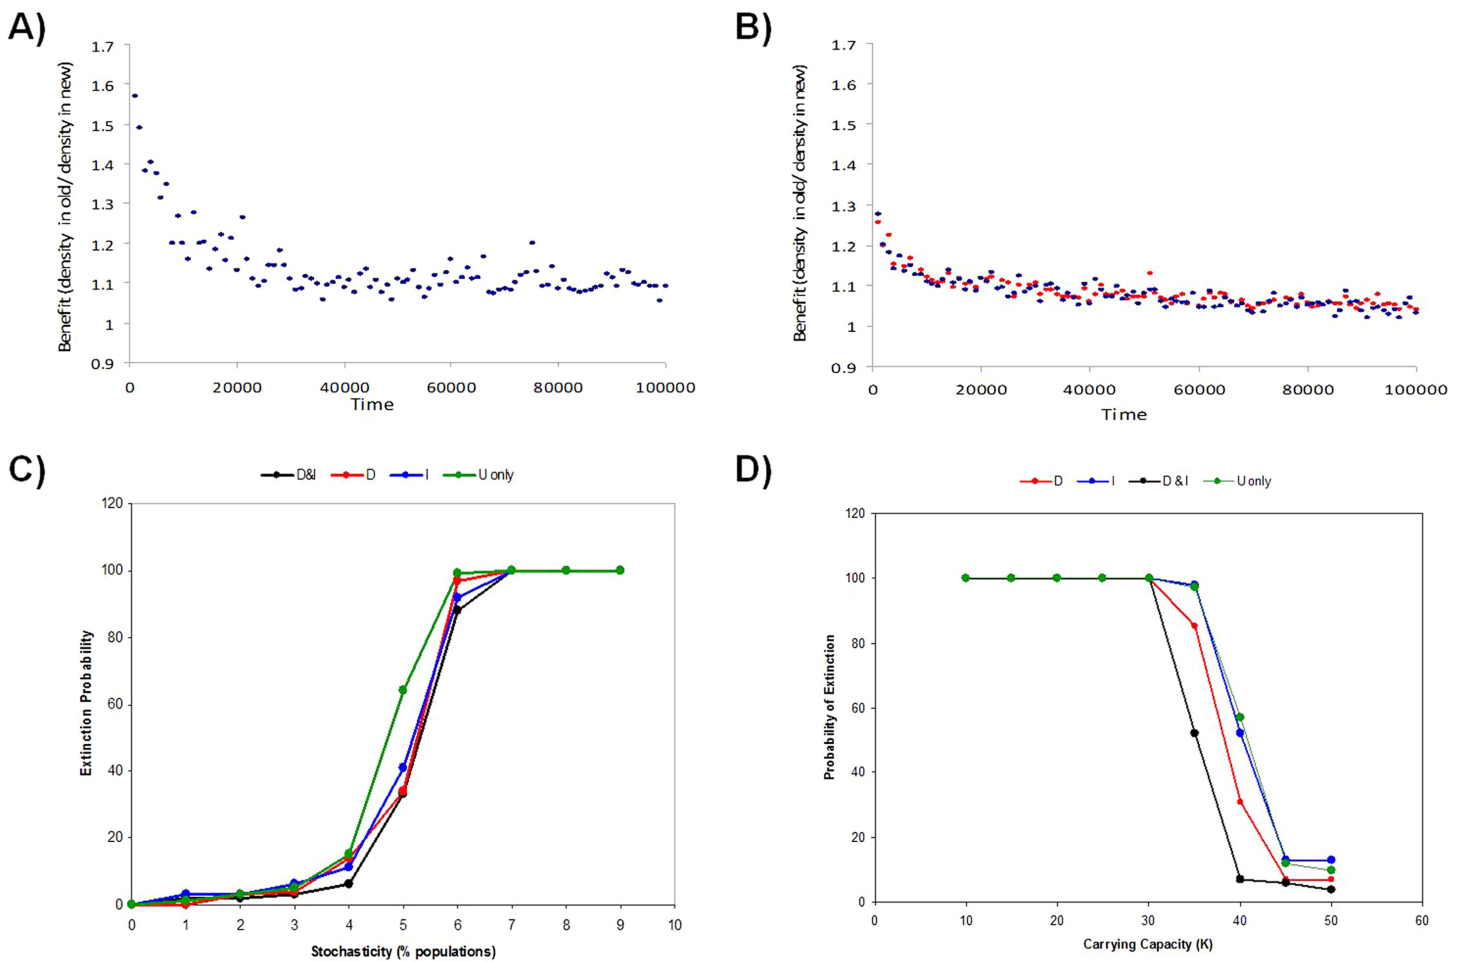 A)
1.7
1.6
1.5
1.4
1.3
1.2
1.1
1
0.9
Benefit (density in old/ density in new)
0 20000 40000 60000 80000 100000
Time
B)
1.7
1.6
1.5
1.4
1.3
1.2
1.1
1
0.9
Benefit (density in old/ density in new)
0 20000 40000 60000 80000 100000
Time
C)
D&I D I U only
120
100
80
60
40
20
0
Extinction Probability
0 1 2 3 4 5 6 7 8 9 10
Stochasticity (% populations)
D)
D I D & I U only
120
100
80
60
40
20
0
Probability of Extinction
0 10 20 30 40 50 60
Carrying Capacity (K)